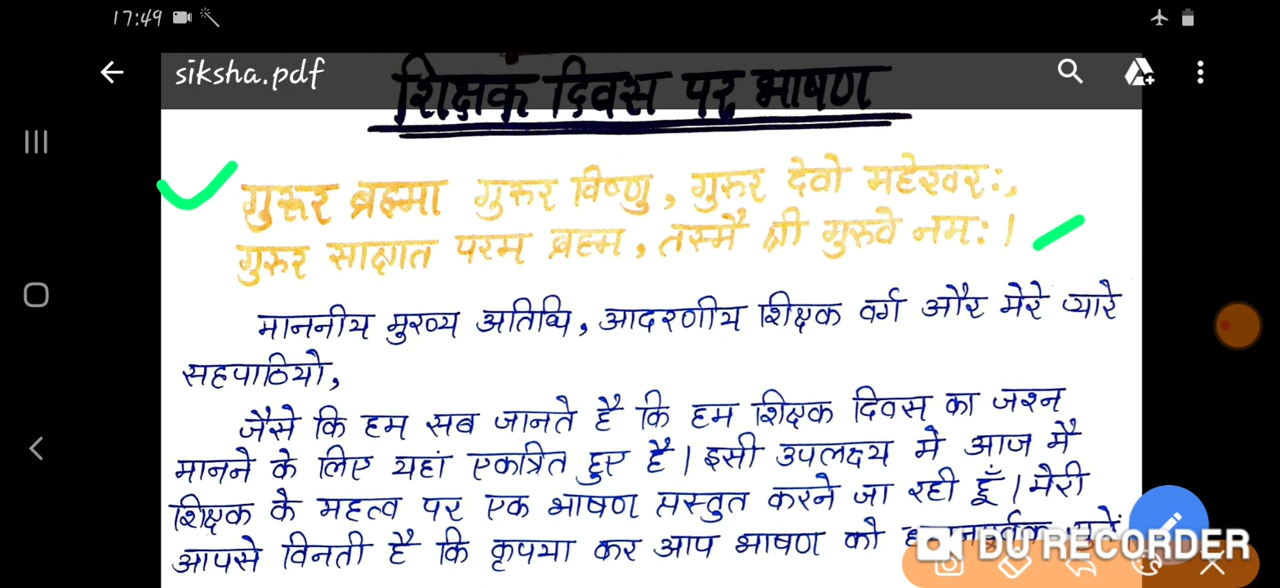 17:49
siksha.pdf
शिक्षक दिवस पर भाषण
गुरूर ब्रह्मा गुरुर विष्णु, गुरुर देवो महेश्वरः,
गुरुर साक्षात परम ब्रह्म, तस्मै श्री गुरुवे नमः।
माननीय मुख्य अतिथि, आदरणीय शिक्षक वर्ग और मेरे प्यारे
सहपाठियो,
जैसे कि हम सब जानते हैं कि हम शिक्षक दिवस का जश्न
मानने के लिए यहां एकत्रित हुए है। इसी उपलक्ष्य मे आज मैं
शिक्षक के महत्व पर एक भाषण प्रस्तुत करने जा रही हूँ। मेरी
आपसे विनती है कि कृपया कर आप भाषण को
DU RECORDER